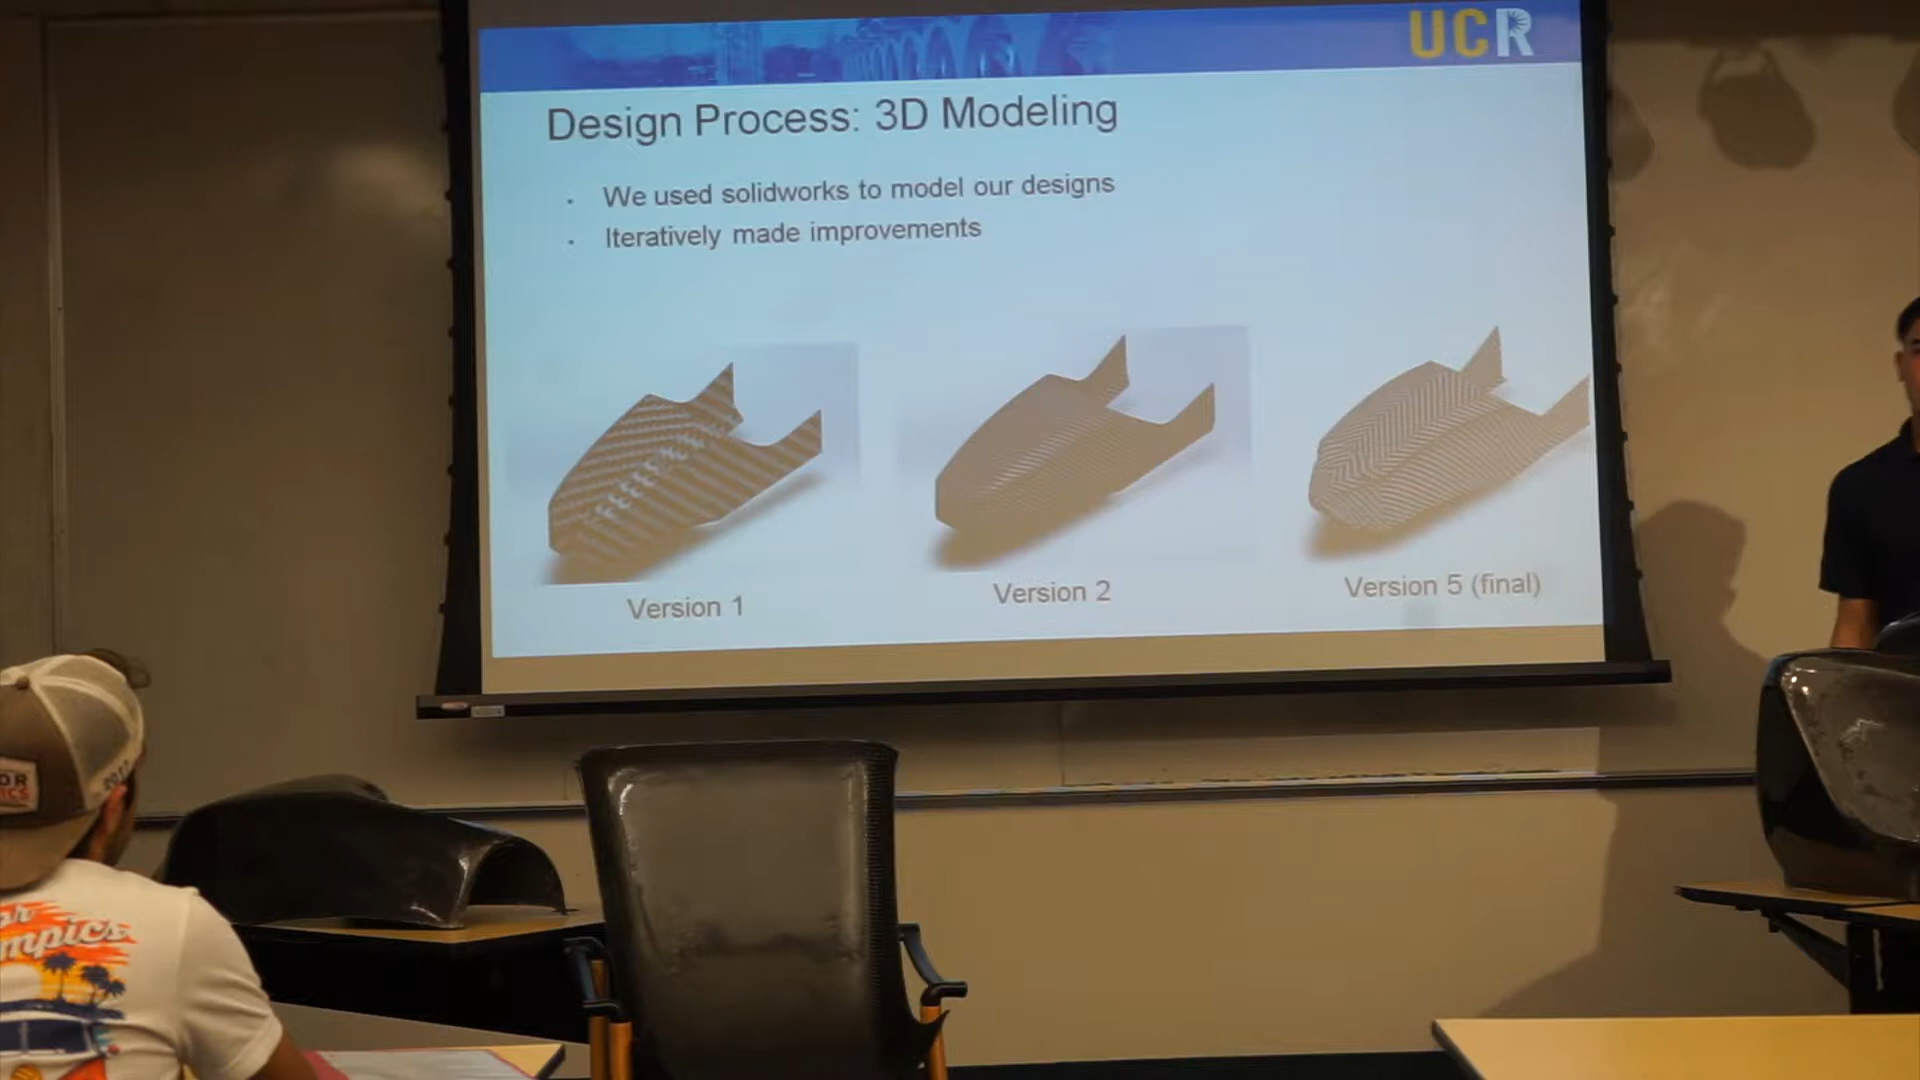 UCR
Design Process: 3D Modeling
We used solidworks to model our designs
Iteratively made improvements
Version 1
Version 2
Version 5 (final)
2017